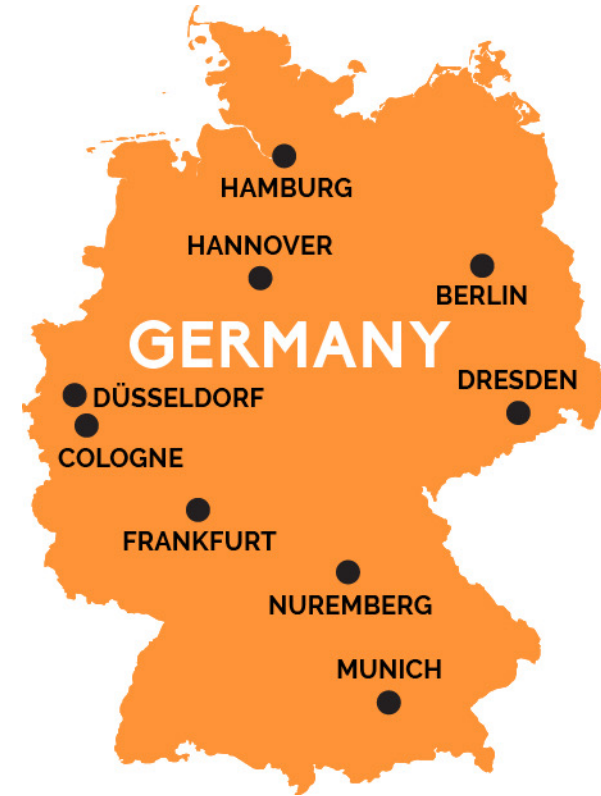 HAMBURG
HANNOVER
BERLIN
GERMANY
DRESDEN
DÜSSELDORF
COLOGNE
FRANKFURT
NUREMBERG
MUNICH